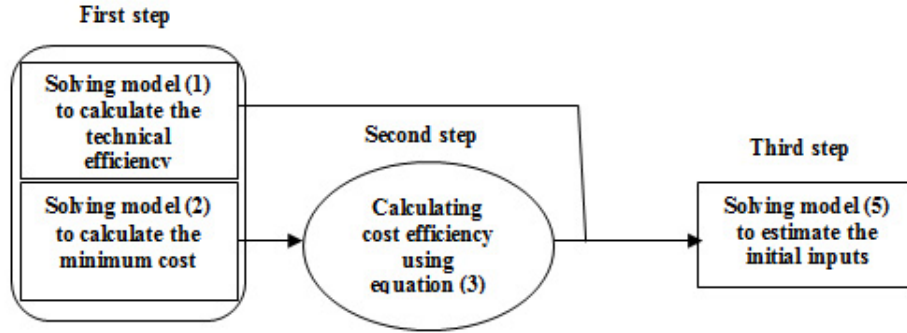 First step
Solving model (1)
to calculate the
technical
efficiency
Solving model (2)
to calculate the
minimum cost
Second step
Calculating
cost efficiency
using
equation (3)
Third step
Solving model (5)
to estimate the
initial inputs